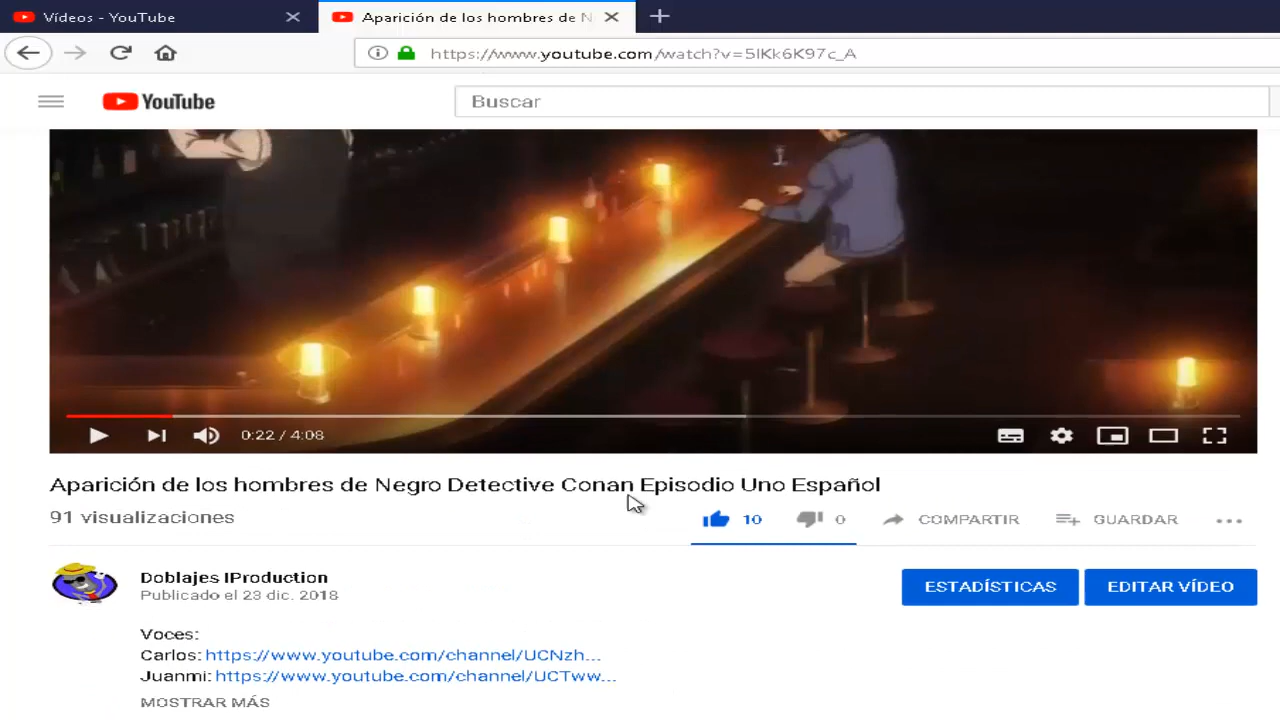 Vídeos - YouTube
Aparición de los hombres de N
https://www.youtube.com/watch?v=5lKk6K97c_A
YouTube
Buscar
0:22 / 4:08
Aparición de los hombres de Negro Detective Conan Episodio Uno Español
91 visualizaciones
10
0
COMPARTIR
GUARDAR
Doblajes IProduction
Publicado el 23 dic. 2018
ESTADÍSTICAS
EDITAR VÍDEO
Voces:
Carlos: https://www.youtube.com/channel/UCNzh...
Juanmi: https://www.youtube.com/channel/UCTww...
MOSTRAR MÁS